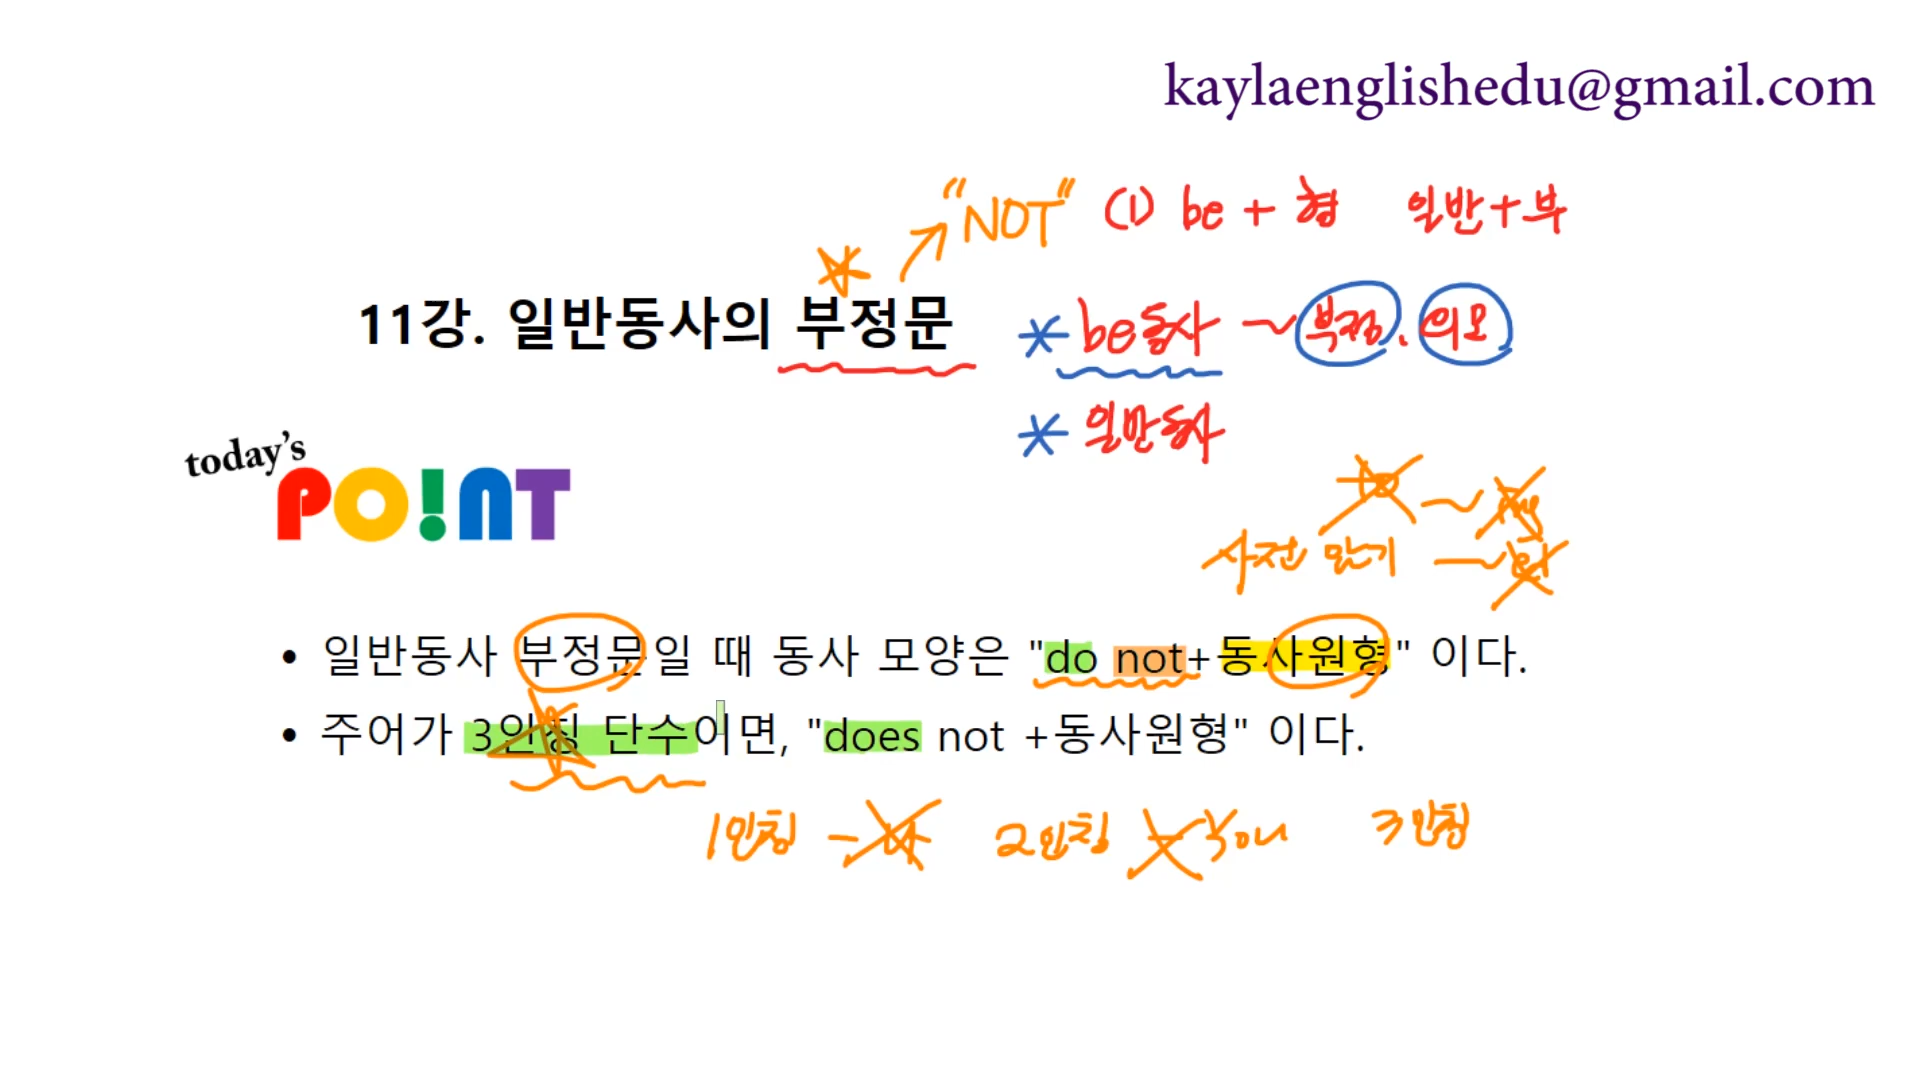 kaylaenglishedu@gmail.com
"NOT" (1) be + 형 일반+부
11강. 일반동사의 부정문
* be동사 ~ 부정, 의모
* 일반동사
today's
PO!NT
사전 찾기
• 일반동사 부정문일 때 동사 모양은 "do not+동사원형" 이다.
• 주어가 3인칭 단수이면, "does not +동사원형" 이다.
1인칭 - 2인칭 - You 3인칭